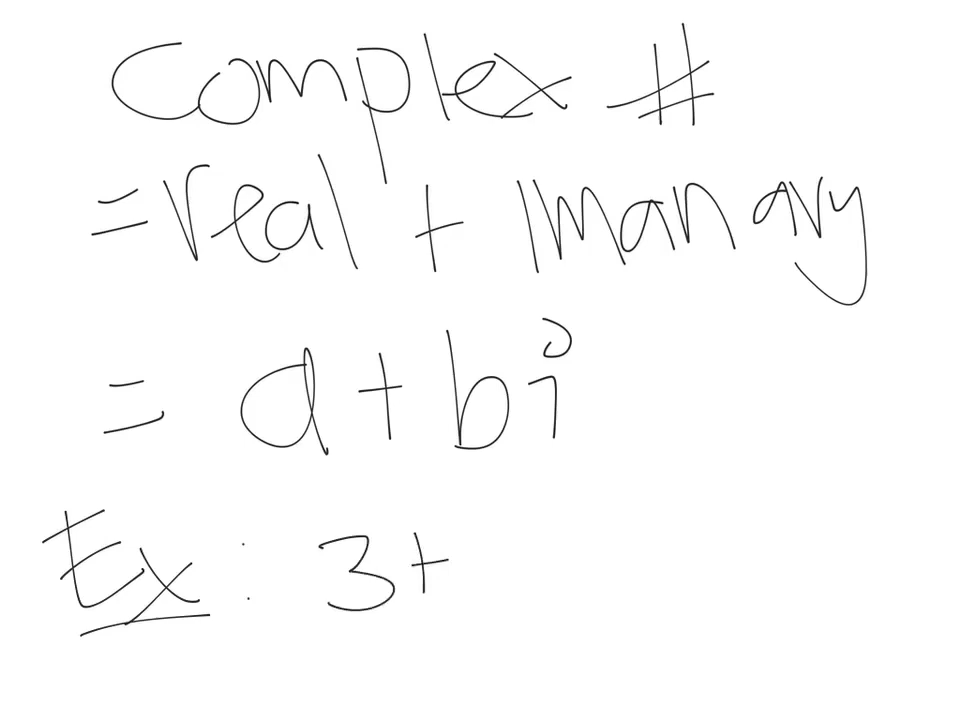 Complex #
= real + Imanary
= a + bi
Ex : 3 +